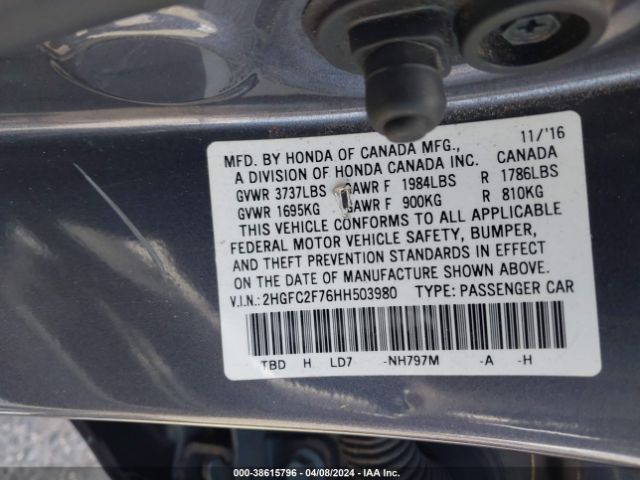 MFD. BY HONDA OF CANADA MFG., 11/'16
A DIVISION OF HONDA CANADA INC. CANADA
GVWR 3737LBS GAWR F 1984LBS R 1786LBS
GVWR 1695KG GAWR F 900KG R 810KG
THIS VEHICLE CONFORMS TO ALL APPLICABLE
FEDERAL MOTOR VEHICLE SAFETY, BUMPER,
AND THEFT PREVENTION STANDARDS IN EFFECT
ON THE DATE OF MANUFACTURE SHOWN ABOVE.
V.I.N.:2HGFC2F76HH503980 TYPE: PASSENGER CAR
TBD H LD7 -NH797M -A -H
000-38615796 - 04/08/2024 - IAA Inc.